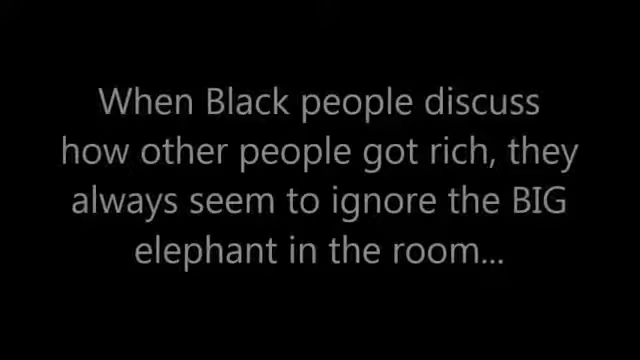 When Black people discuss
how other people got rich, they
always seem to ignore the BIG
elephant in the room...